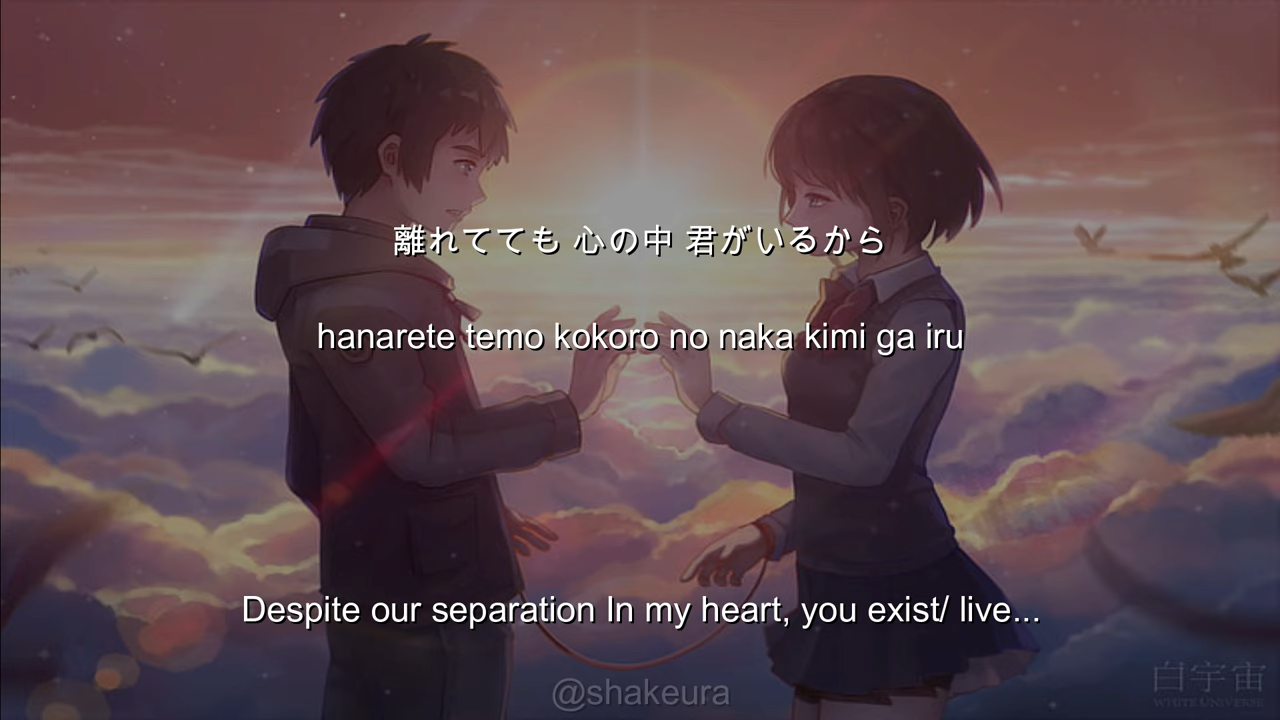 離れてても 心の中 君がいるから
hanarete temo kokoro no naka kimi ga iru
Despite our separation In my heart, you exist/ live...
@shakeura
白宇宙
WHITE UNIVERSE